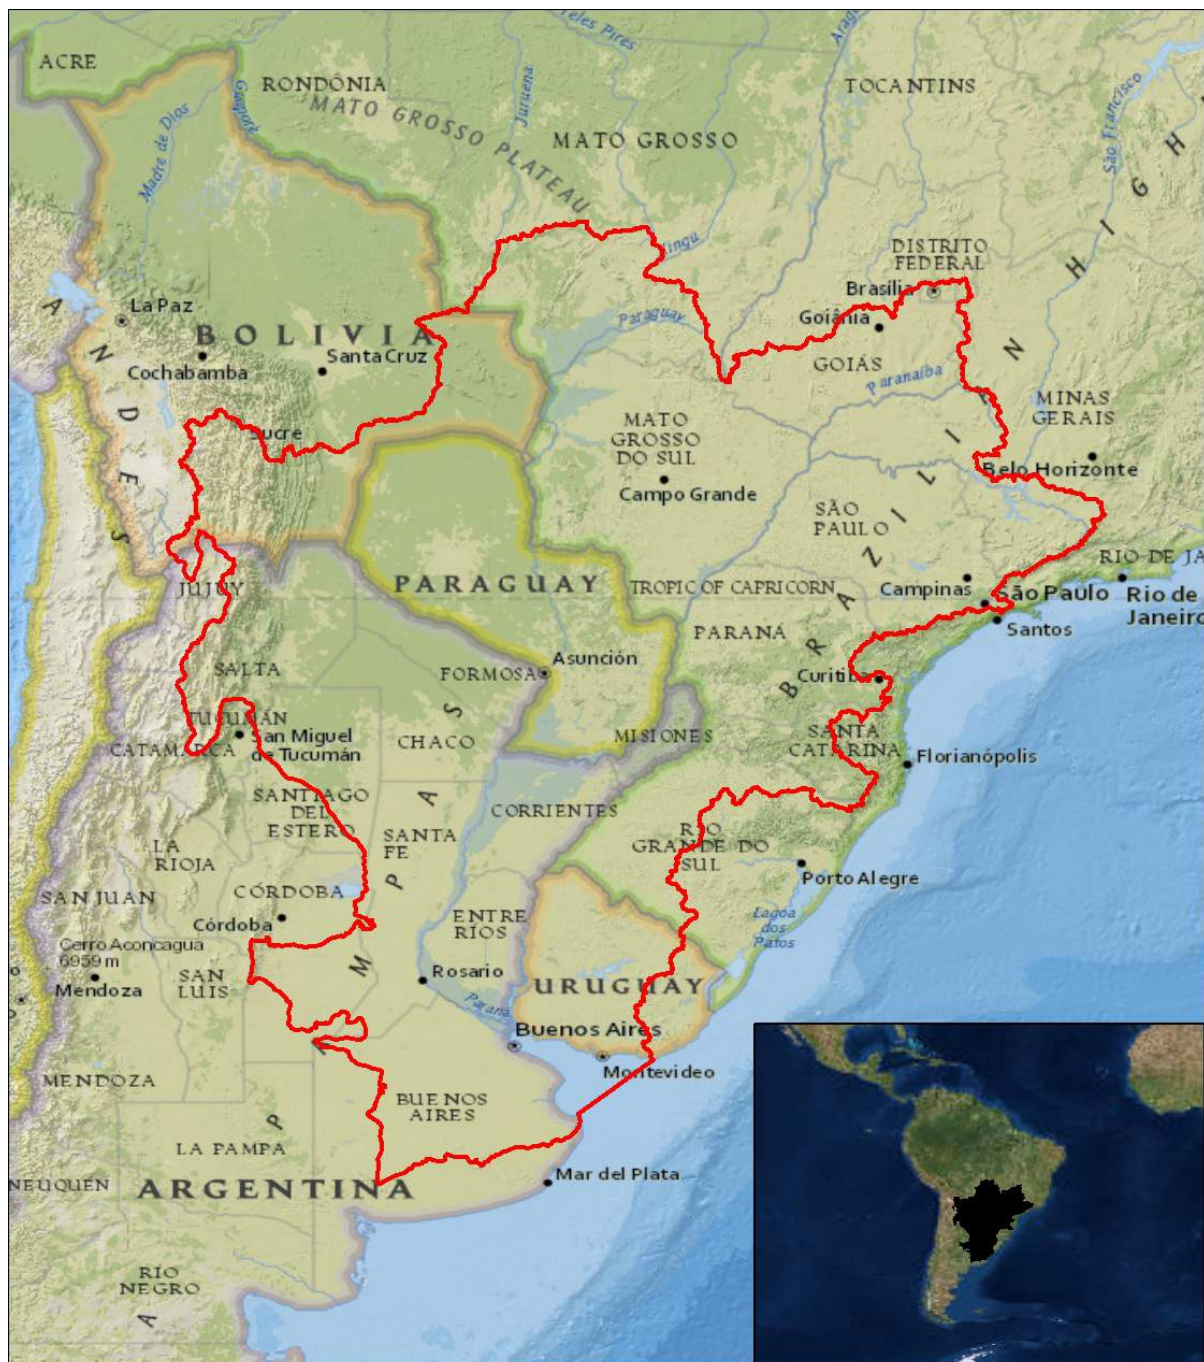 ACRE
RONDÔNIA
Teles Pires
Aragu
Juruena
TOCANTINS
São Francisco
Guaporé
Madre de Dios
MATO GROSSO PLATEAU
MATO GROSSO
Xingu
DISTRITO
FEDERAL
Brasília
La Paz
BOLIVIA
Paraguay
Goiânia
GOIÁS
Santa Cruz
Cochabamba
Paranaíba
MINAS
GERAIS
ANDES
Sucre
MATO
GROSSO
DO SUL
Belo Horizonte
Campo Grande
SÃO
PAULO
BRAZILIAN HIGH
RIO DE JA
JUJUY
PARAGUAY
TROPIC OF CAPRICORN
Campinas
São Paulo
Rio de
Janeiro
Santos
PARANÁ
Asunción
SALTA
FORMOSA
Curitiba
TUCUMÁN
San Miguel
de Tucumán
CATAMARCA
CHACO
MISIONES
SANTA
CATARINA
Florianópolis
SANTIAGO
DEL
ESTERO
CORRIENTES
SANTA
FE
LA
RIOJA
RIO
GRANDE DO
SUL
Porto Alegre
SAN JUAN
CÓRDOBA
Córdoba
ENTRE
RÍOS
Lagoa
dos
Patos
Cerro Aconcagua
6959 m
Mendoza
SAN
LUIS
Rosario
URUGUAY
Paraná
Buenos Aires
Montevideo
PAMPAS
MENDOZA
BUENOS
AIRES
LA PAMPA
Mar del Plata
NEUQUÉN
ARGENTINA
RÍO
NEGRO
A